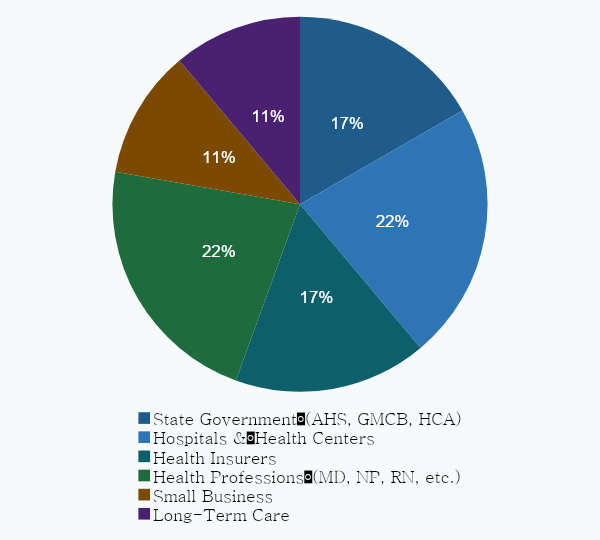 17%
22%
17%
22%
11%
11%
State Government◘(AHS, GMCB, HCA)
Hospitals &◘Health Centers
Health Insurers
Health Professions◘(MD, NP, RN, etc.)
Small Business
Long-Term Care